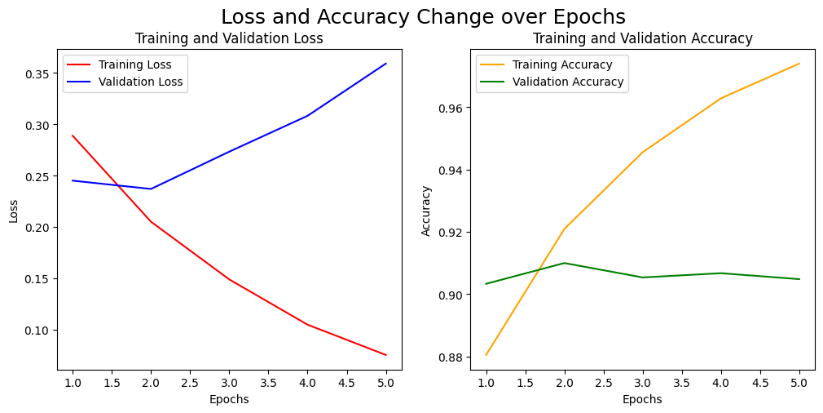 Loss and Accuracy Change over Epochs
Training and Validation Loss
Training Loss
Validation Loss
0.35
0.30
0.25
0.20
0.15
0.10
Loss
1.0 1.5 2.0 2.5 3.0 3.5 4.0 4.5 5.0
Epochs
Training and Validation Accuracy
Training Accuracy
Validation Accuracy
0.96
0.94
0.92
0.90
0.88
Accuracy
1.0 1.5 2.0 2.5 3.0 3.5 4.0 4.5 5.0
Epochs